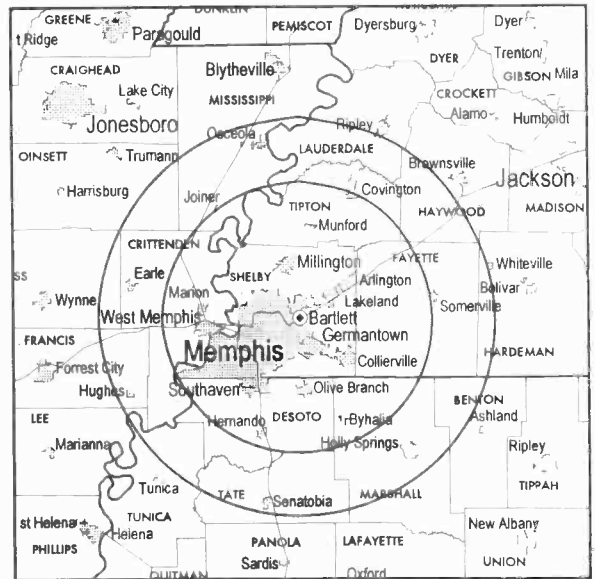 GREENE
PEMISCOT
Dyersburg
Dyer
t Ridge
Paragould
DYER
Trenton
CRAIGHEAD
Blytheville
GIBSON Mila
Lake City
MISSISSIPPI
CROCKETT
Alamo
Humboldt
Jonesboro
Osceola
Ripley
LAUDERDALE
OINSETT
Trumann
Brownsville
Jackson
Harrisburg
Joiner
Covington
TIPTON
HAYWOOD
MADISON
Munford
CRITTENDEN
Millington
FAYETTE
Whiteville
ss
Earle
SHELBY
Arlington
Bolivar
Wynne
Marion
Lakeland
Somerville
West Memphis
Bartlett
FRANCIS
Germantown
Memphis
HARDEMAN
Forrest City
Collierville
Hughes
Southaven
Olive Branch
BENTON
LEE
Hernando
DESOTO
Byhalia
Ashland
Marianna
Holly Springs
Ripley
Tunica
TATE
Senatobia
MARSHALL
TIPPAH
st Helena
TUNICA
New Albany
Helena
PHILLIPS
PANOLA
LAFAYETTE
UNION
Sardis
QUITMAN
Oxford